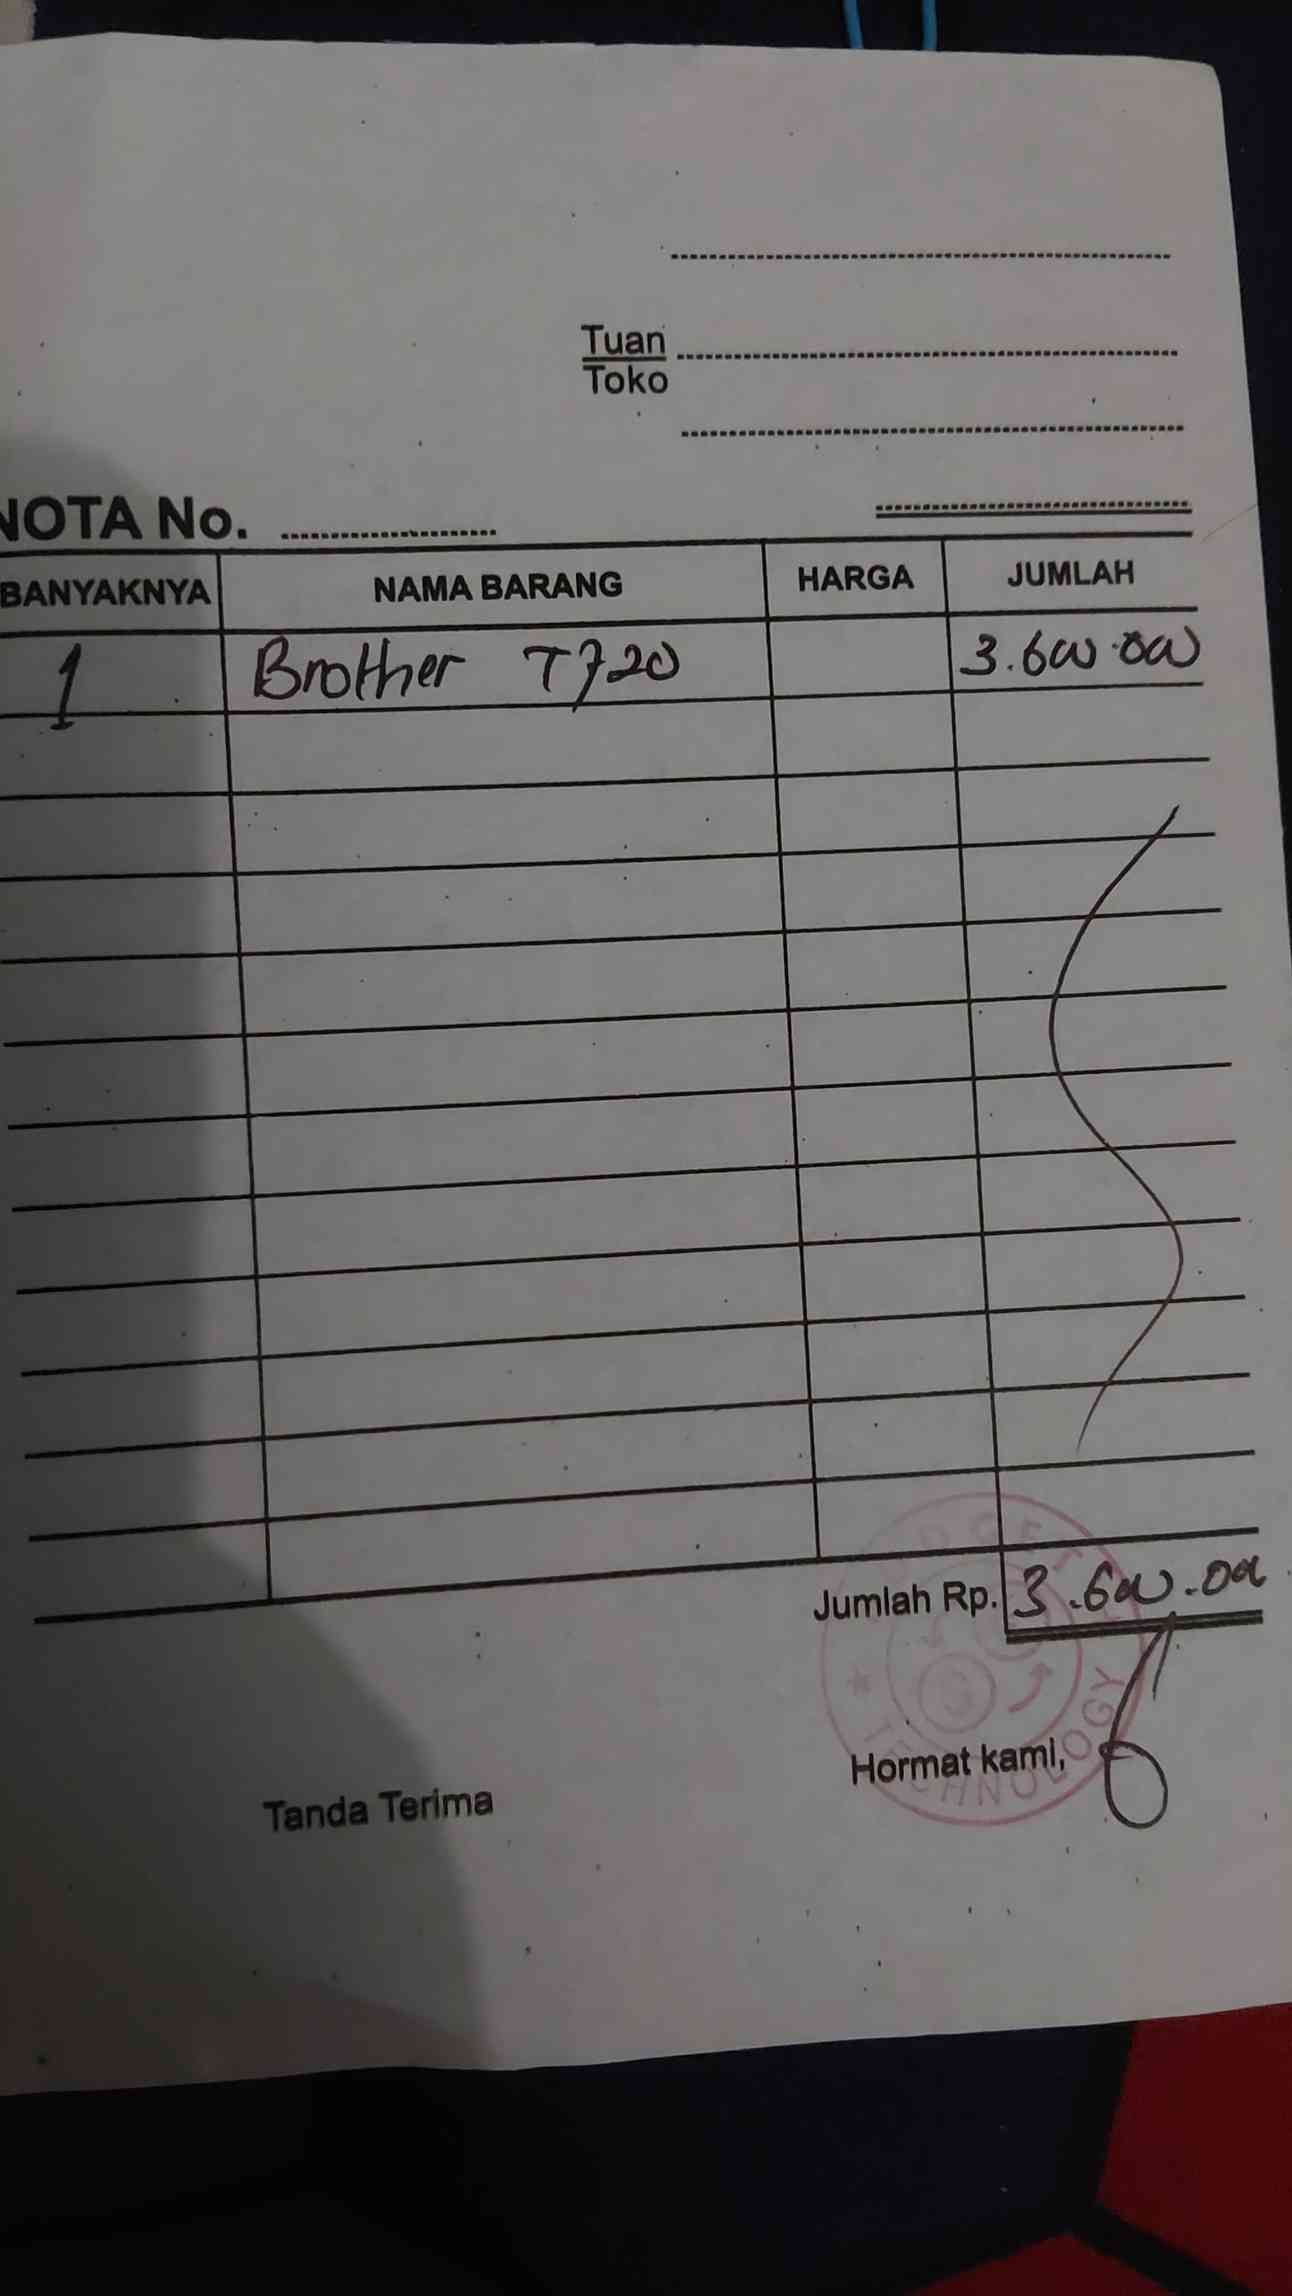 Tuan
Toko
NOTA No.
BANYAKNYA NAMA BARANG HARGA JUMLAH
1 Brother T720 3.600.000
Jumlah Rp. 3.600.000
Hormat kami,
TECHNOLOGY
Tanda Terima